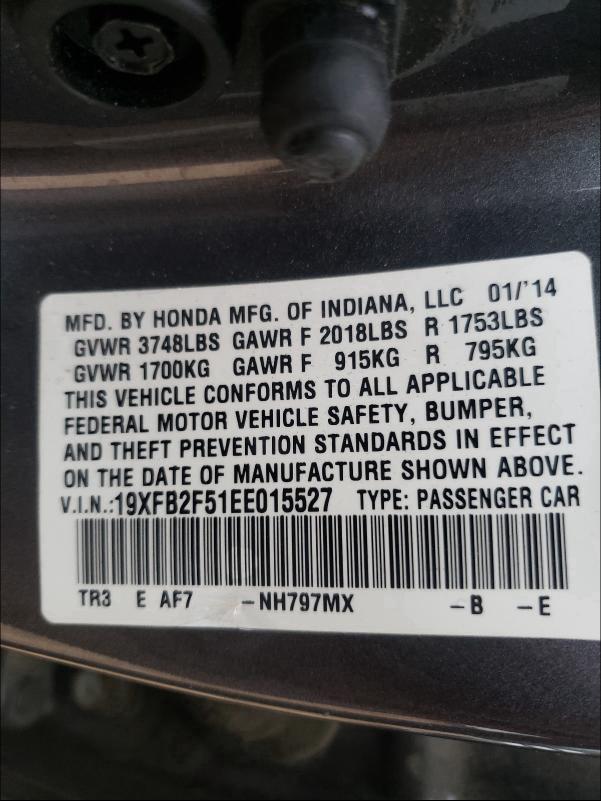 MFD. BY HONDA MFG. OF INDIANA, LLC 01/'14
GVWR 3748LBS GAWR F 2018LBS R 1753LBS
GVWR 1700KG GAWR F 915KG R 795KG
THIS VEHICLE CONFORMS TO ALL APPLICABLE
FEDERAL MOTOR VEHICLE SAFETY, BUMPER,
AND THEFT PREVENTION STANDARDS IN EFFECT
ON THE DATE OF MANUFACTURE SHOWN ABOVE.
V.I.N.:19XFB2F51EE015527 TYPE: PASSENGER CAR
TR3 E AF7 -NH797MX -B -E